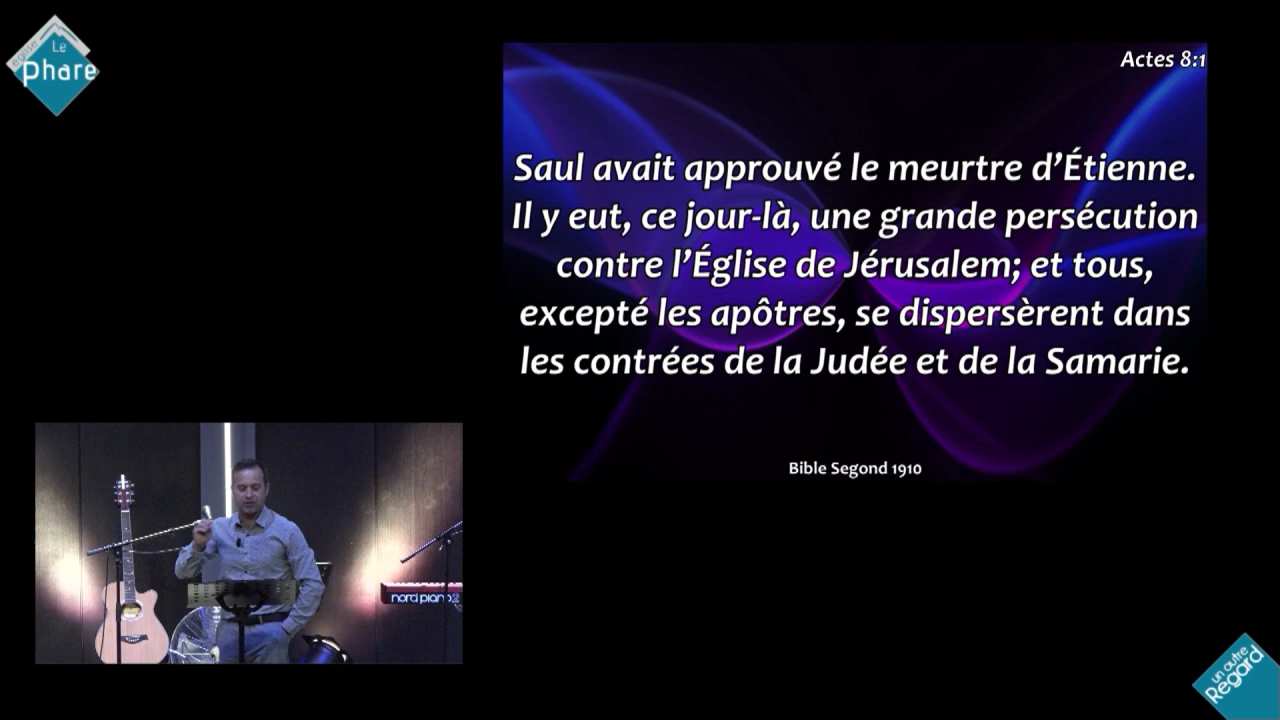 église
Le
phare
Actes 8:1
Saul avait approuvé le meurtre d’Étienne.
Il y eut, ce jour-là, une grande persécution
contre l’Église de Jérusalem; et tous,
excepté les apôtres, se dispersèrent dans
les contrées de la Judée et de la Samarie.
Bible Segond 1910
nord piano 2
un autre
Regard